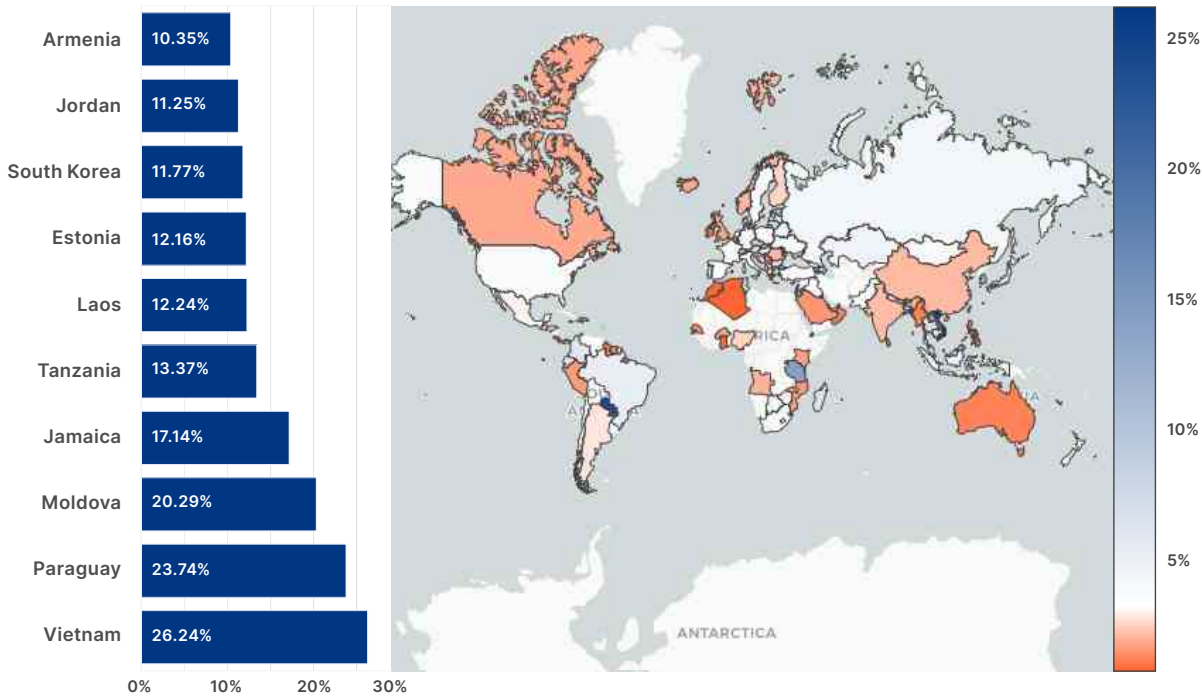 Armenia 10.35%
Jordan 11.25%
South Korea 11.77%
Estonia 12.16%
Laos 12.24%
Tanzania 13.37%
Jamaica 17.14%
Moldova 20.29%
Paraguay 23.74%
Vietnam 26.24%
0% 10% 20% 30%
RICA
ANTARCTICA
25%
20%
15%
10%
5%